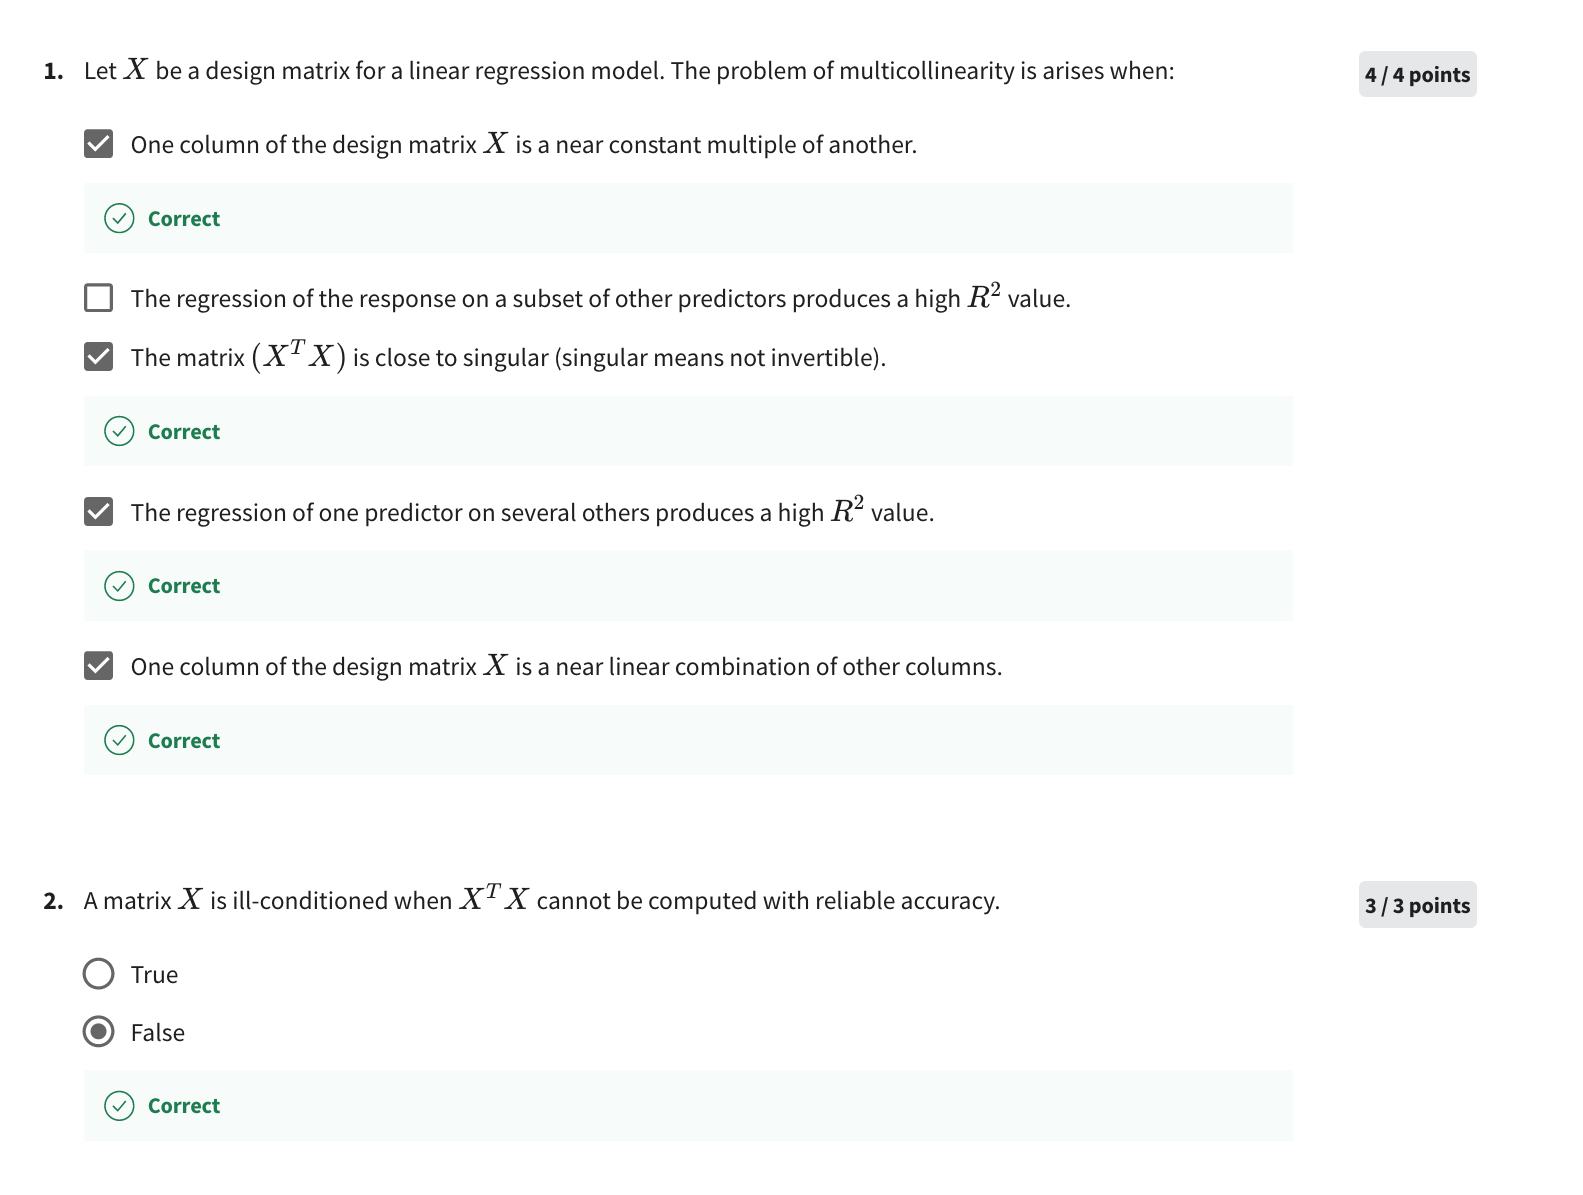 1. Let X be a design matrix for a linear regression model. The problem of multicollinearity is arises when:
4 / 4 points
One column of the design matrix X is a near constant multiple of another.
Correct
The regression of the response on a subset of other predictors produces a high R² value.
The matrix (XᵀX) is close to singular (singular means not invertible).
Correct
The regression of one predictor on several others produces a high R² value.
Correct
One column of the design matrix X is a near linear combination of other columns.
Correct
2. A matrix X is ill-conditioned when XᵀX cannot be computed with reliable accuracy.
3 / 3 points
True
False
Correct